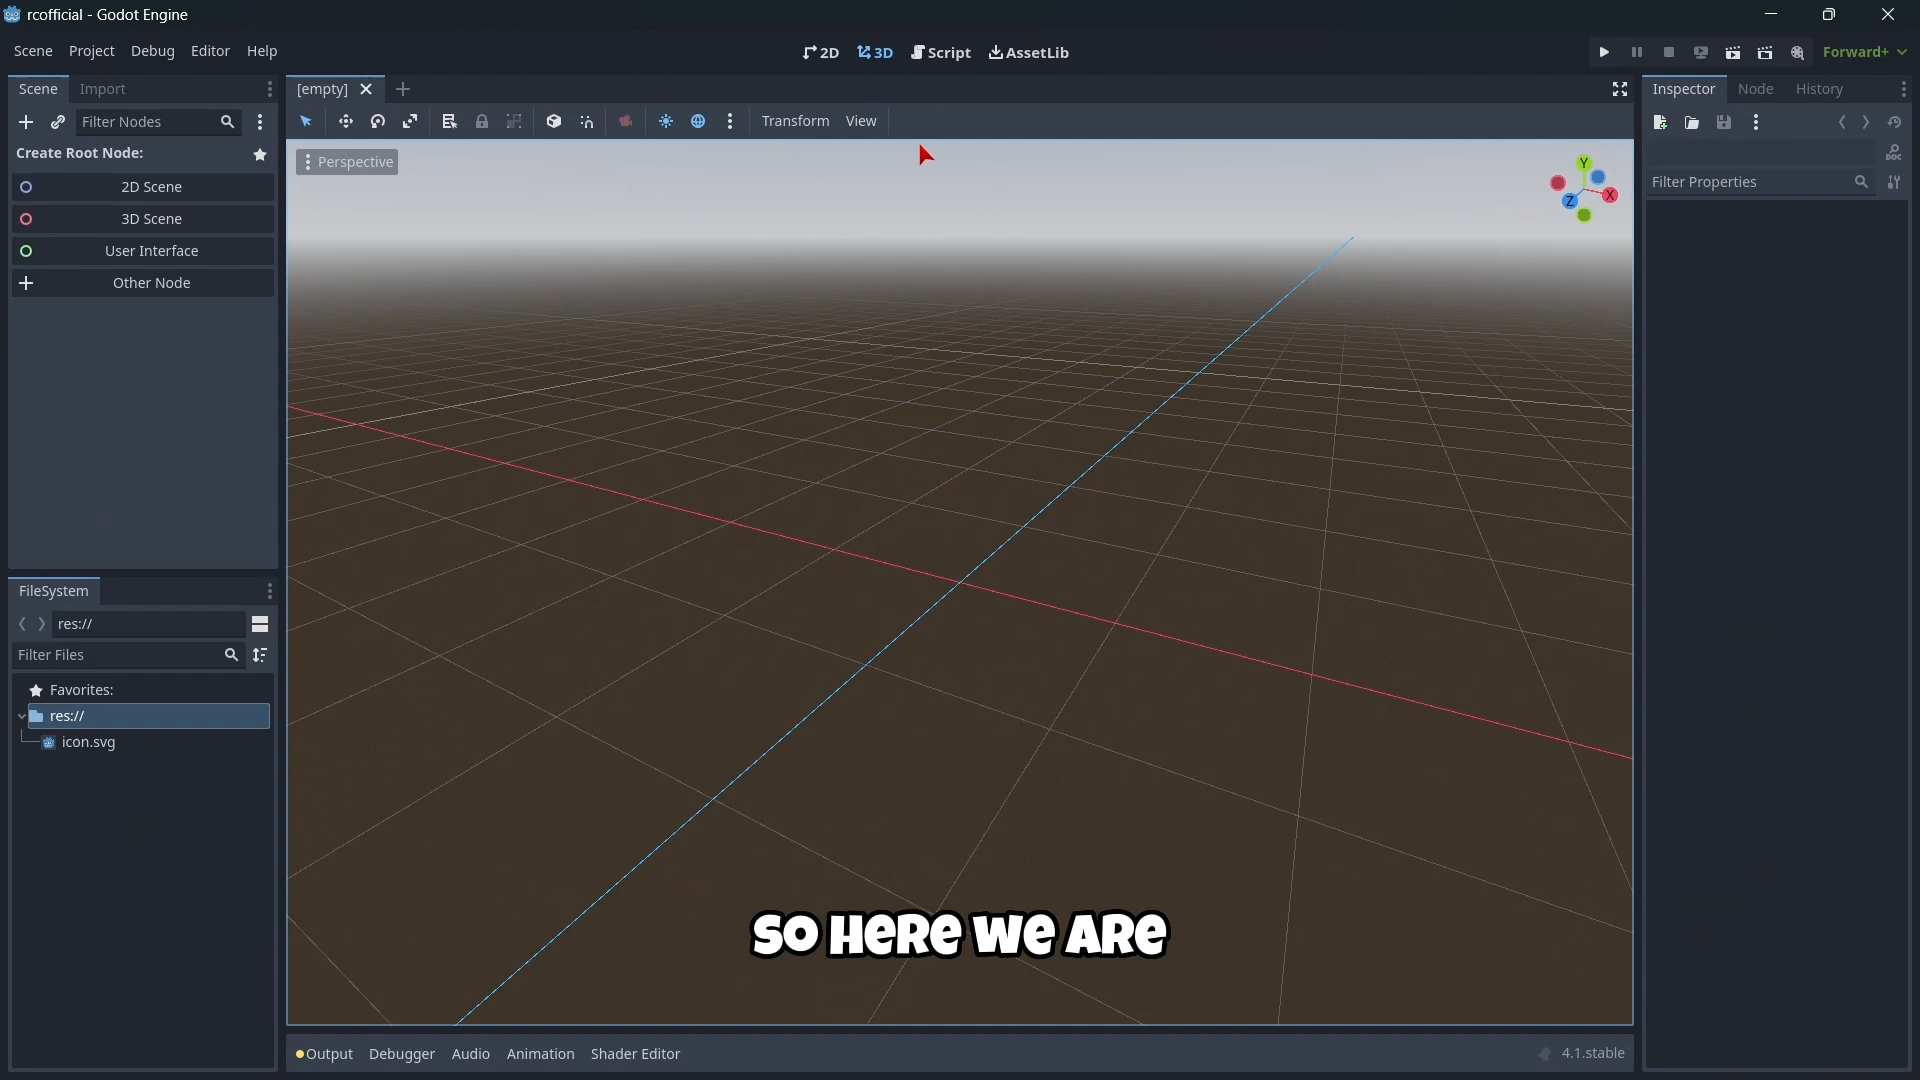 rcofficial - Godot Engine
Scene Project Debug Editor Help
2D 3D Script AssetLib
Forward+
Scene Import
[empty]
Inspector Node History
Filter Nodes
Transform View
Create Root Node:
Perspective
2D Scene
3D Scene
User Interface
Other Node
Y
X
Z
DOC
Filter Properties
FileSystem
res://
Filter Files
Favorites:
res://
icon.svg
SO HERE WE ARE
Output Debugger Audio Animation Shader Editor
4.1.stable